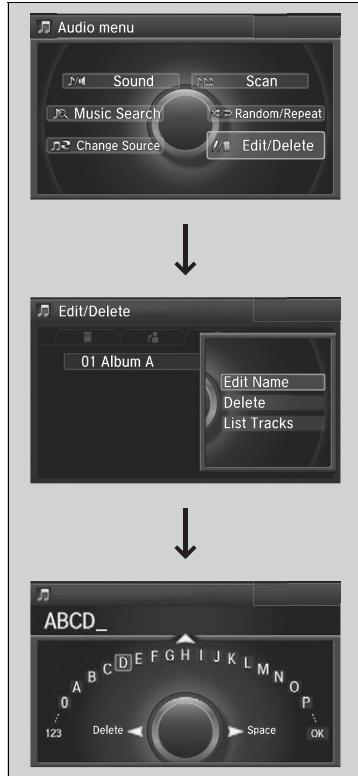 Audio menu
Sound Scan
Music Search Random/Repeat
Change Source Edit/Delete
Edit/Delete
01 Album A
Edit Name
Delete
List Tracks
ABCD_
0 A B C D E F G H I J K L M N O P
123 Delete Space OK